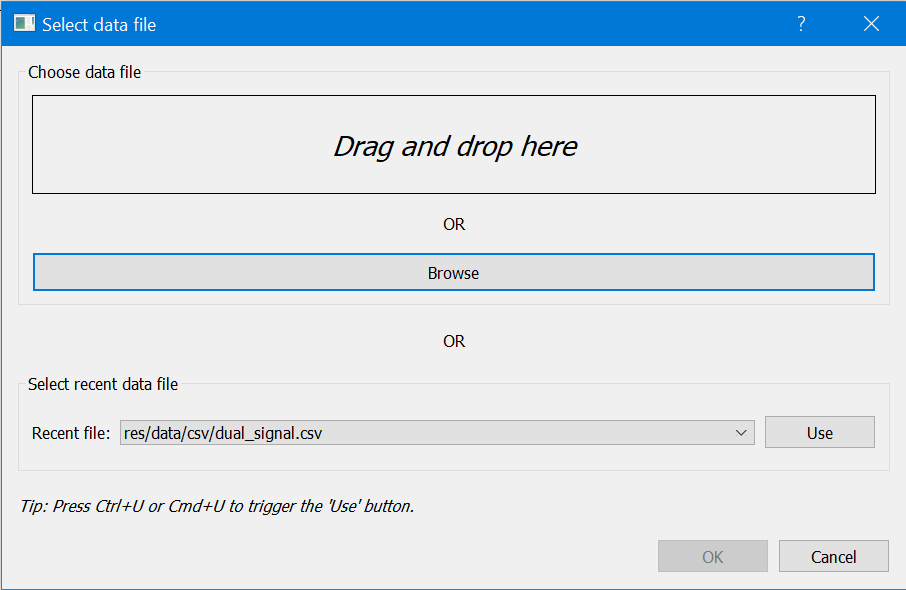 Select data file
?
Choose data file
Drag and drop here
OR
Browse
OR
Select recent data file
Recent file: res/data/csv/dual_signal.csv Use
Tip: Press Ctrl+U or Cmd+U to trigger the 'Use' button.
OK Cancel